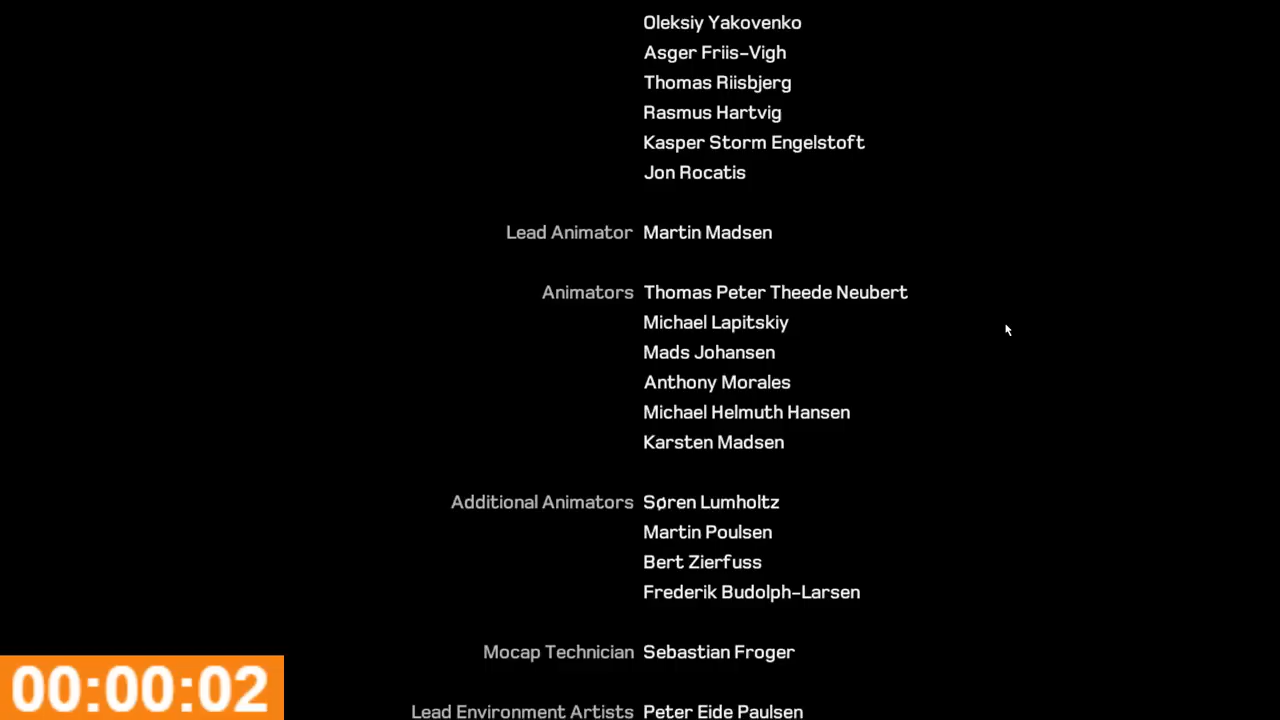 Oleksiy Yakovenko
Asger Friis-Vigh
Thomas Riisbjerg
Rasmus Hartvig
Kasper Storm Engelstoft
Jon Rocatis
Lead Animator Martin Madsen
Animators Thomas Peter Theede Neubert
Michael Lapitskiy
Mads Johansen
Anthony Morales
Michael Helmuth Hansen
Karsten Madsen
Additional Animators Søren Lumholtz
Martin Poulsen
Bert Zierfuss
Frederik Budolph-Larsen
Mocap Technician Sebastian Froger
00:00:02
Lead Environment Artists Peter Eide Paulsen